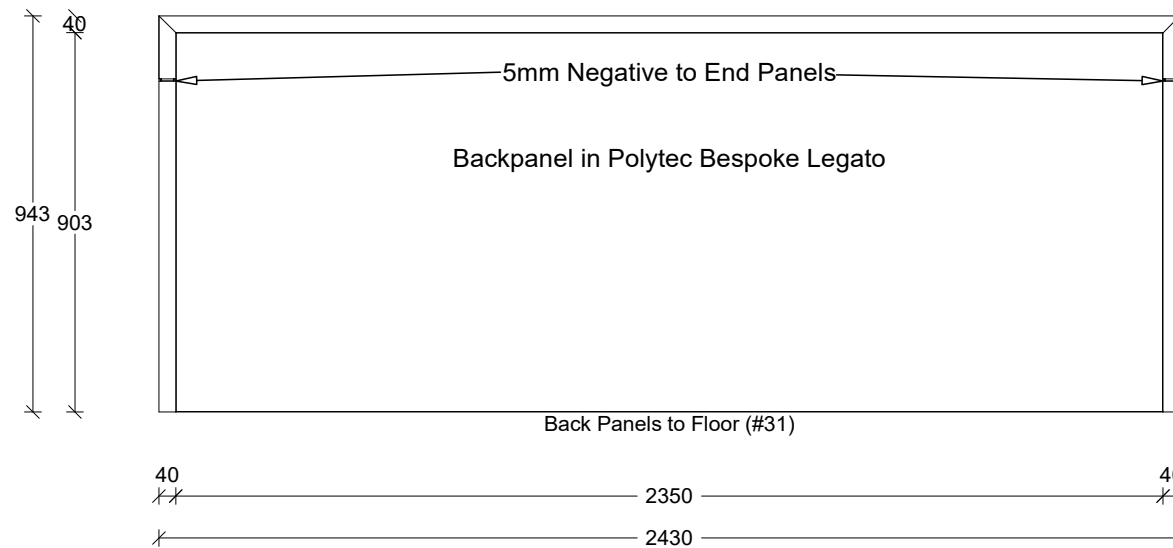 40
5mm Negative to End Panels
Backpanel in Polytec Bespoke Legato
943
903
Back Panels to Floor (#31)
40
40
2350
2430